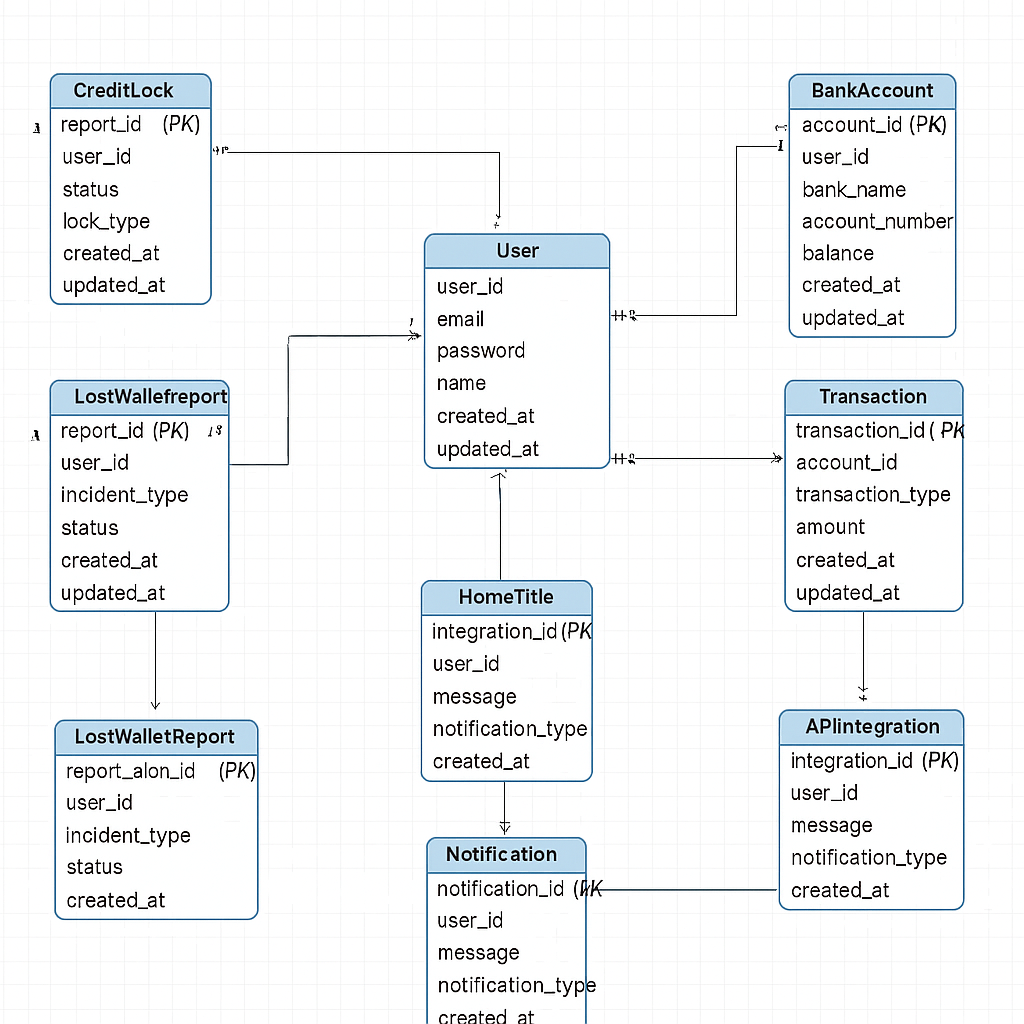 CreditLock
report_id (PK)
user_id
status
lock_type
created_at
updated_at
BankAccount
account_id (PK)
user_id
bank_name
account_number
balance
created_at
updated_at
User
user_id
email
password
name
created_at
updated_at
LostWallefreport
report_id (PK)
user_id
incident_type
status
created_at
updated_at
Transaction
transaction_id ( PK
account_id
transaction_type
amount
created_at
updated_at
HomeTitle
integration_id (PK
user_id
message
notification_type
created_at
LostWalletReport
report_alon_id (PK)
user_id
incident_type
status
created_at
APIintegration
integration_id (PK)
user_id
message
notification_type
created_at
Notification
notification_id (PK
user_id
message
notification_type
created_at